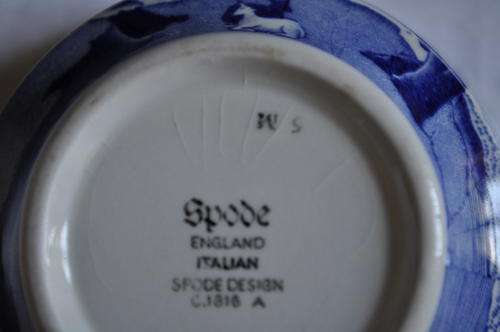 W S
Spode
ENGLAND
ITALIAN
SPODE DESIGN
C.1816 A